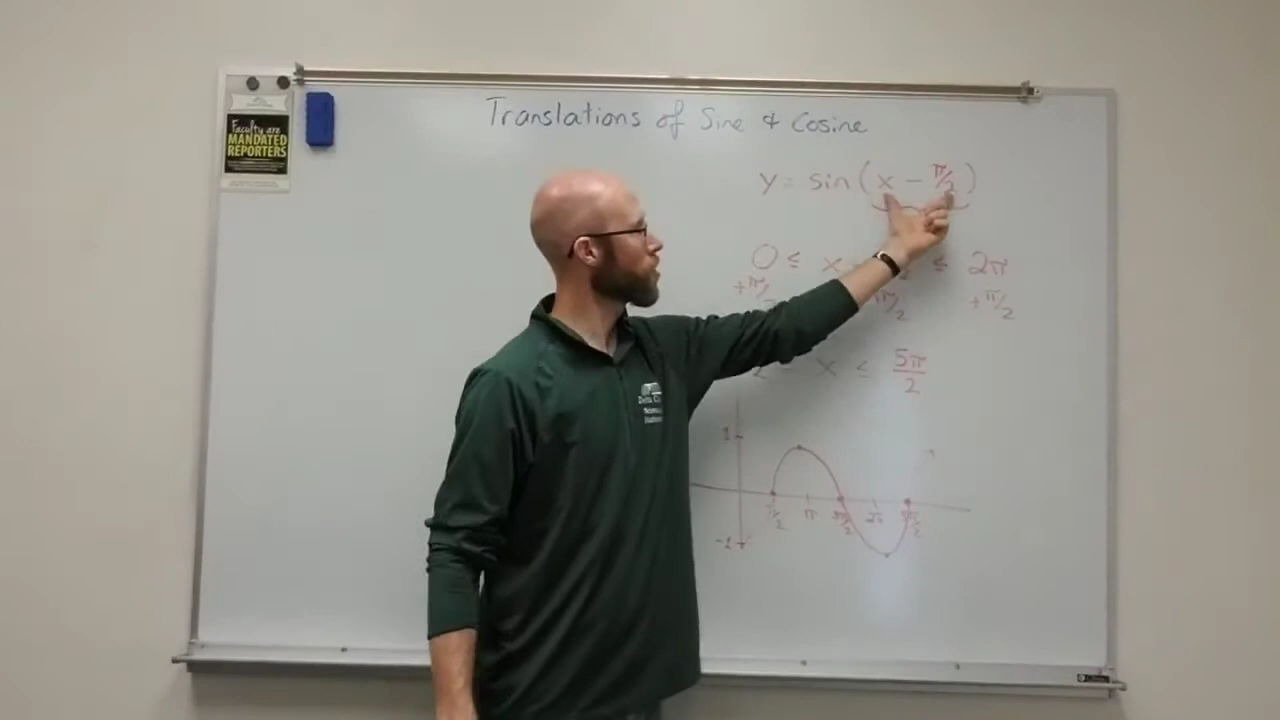 Translations of Sine & Cosine
Faculty are
MANDATED
REPORTERS
y = sin (x - π/2)
0 ≤ x ≤ 2π
+π/ π/2 +π/2
2 x ≤ 5π/2
1
π/2 π 3π/2 2π 5π/2
-1
Delta